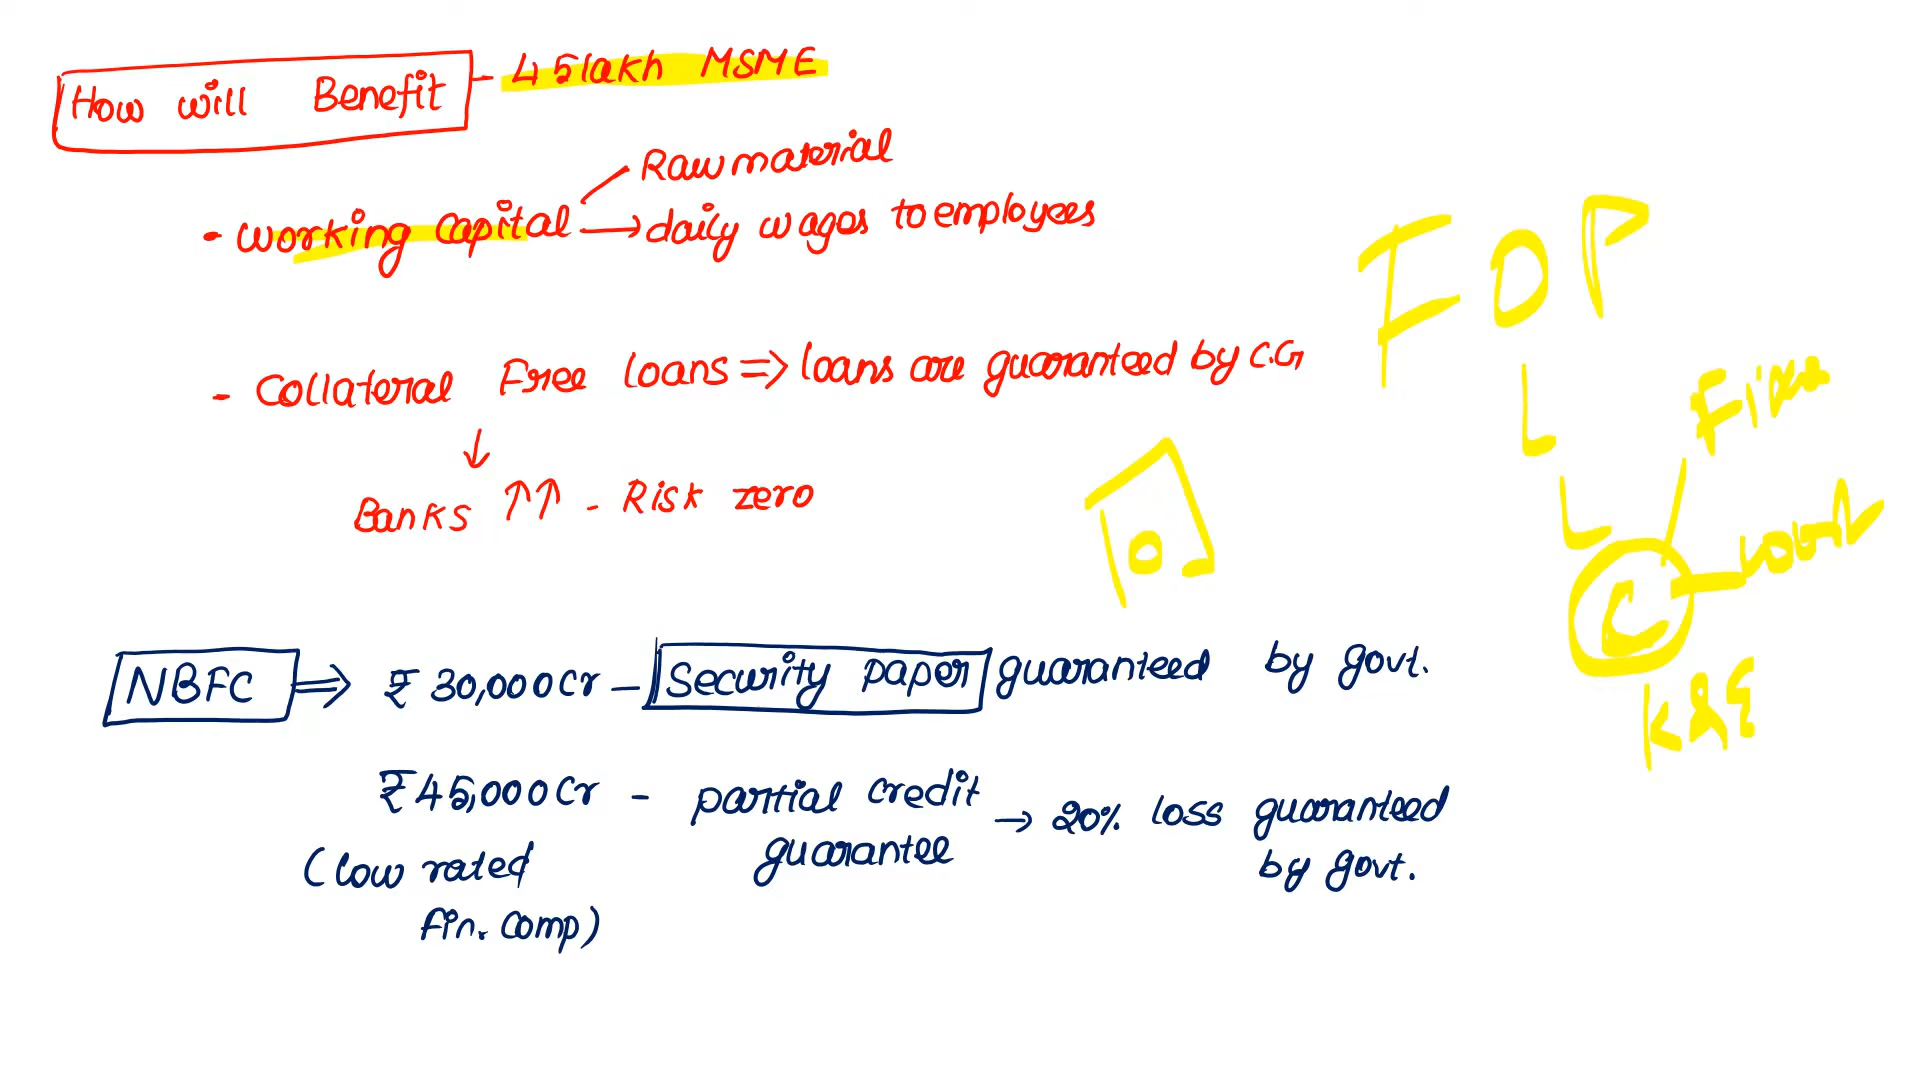 How will Benefit - 45 lakh MSME
Raw material
- Working Capital → daily wages to employees
- Collateral Free loans ⇒ loans are guaranteed by C.G
↓
Banks ↑↑ - Risk zero
NBFC ⇒ ₹ 30,000 Cr - Security paper guaranteed by govt.
₹ 45,000 Cr - partial credit guarantee → 20% loss guaranteed by govt.
(low rated
fin. comp)
FOP
L
L
C